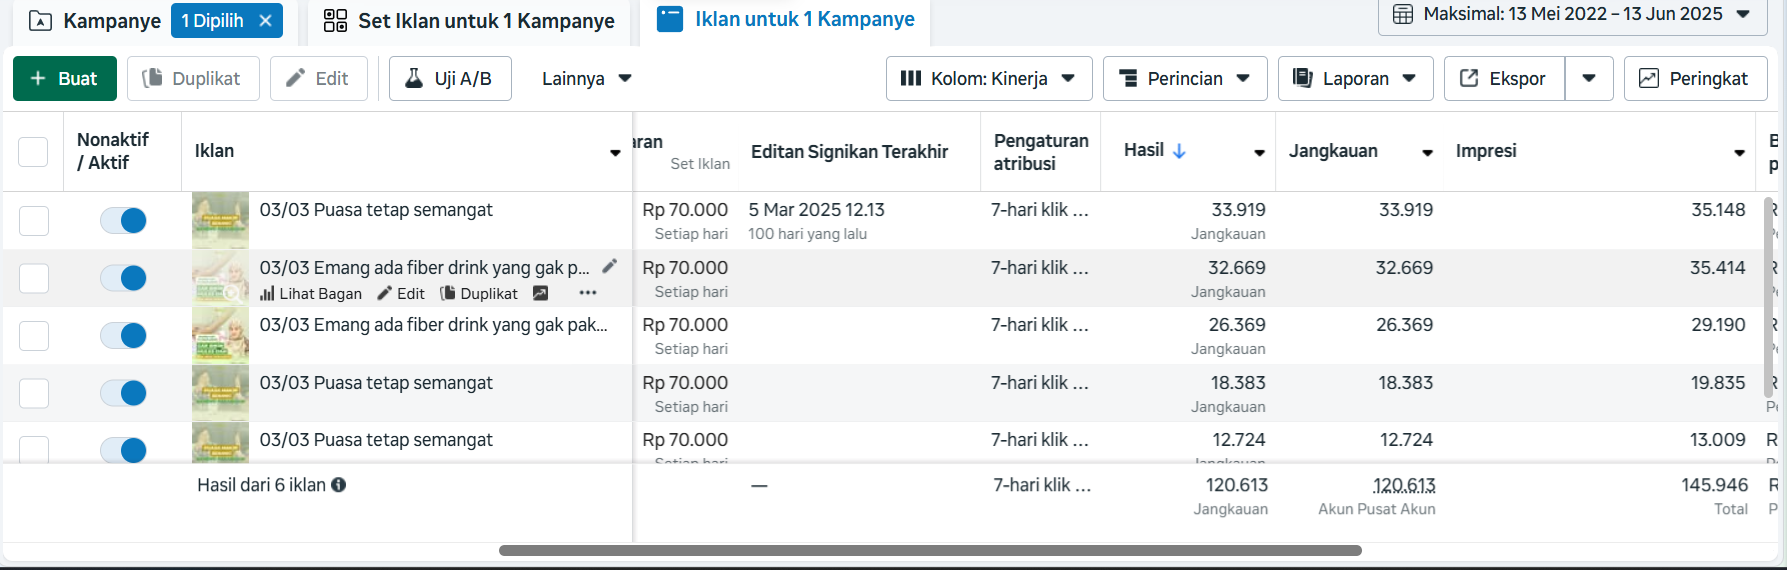 Kampanye 1 Dipilih × Set Iklan untuk 1 Kampanye Iklan untuk 1 Kampanye Maksimal: 13 Mei 2022 – 13 Jun 2025
+ Buat Duplikat Edit Uji A/B Lainnya Kolom: Kinerja Perincian Laporan Ekspor Peringkat
Nonaktif / Aktif
Iklan
aran
Set Iklan
Editan Signikan Terakhir
Pengaturan atribusi
Hasil
Jangkauan
Impresi
B
p
03/03 Puasa tetap semangat Rp 70.000 5 Mar 2025 12.13 7-hari klik ... 33.919 33.919 35.148
Setiap hari 100 hari yang lalu Jangkauan
03/03 Emang ada fiber drink yang gak p... Rp 70.000 7-hari klik ... 32.669 32.669 35.414
Lihat Bagan Edit Duplikat ... Setiap hari Jangkauan
03/03 Emang ada fiber drink yang gak pak... Rp 70.000 7-hari klik ... 26.369 26.369 29.190
Setiap hari Jangkauan
03/03 Puasa tetap semangat Rp 70.000 7-hari klik ... 18.383 18.383 19.835
Setiap hari Jangkauan
03/03 Puasa tetap semangat Rp 70.000 7-hari klik ... 12.724 12.724 13.009 R
Setiap hari Jangkauan
Hasil dari 6 iklan — 7-hari klik ... 120.613 120.613 145.946 R
Jangkauan Akun Pusat Akun Total P